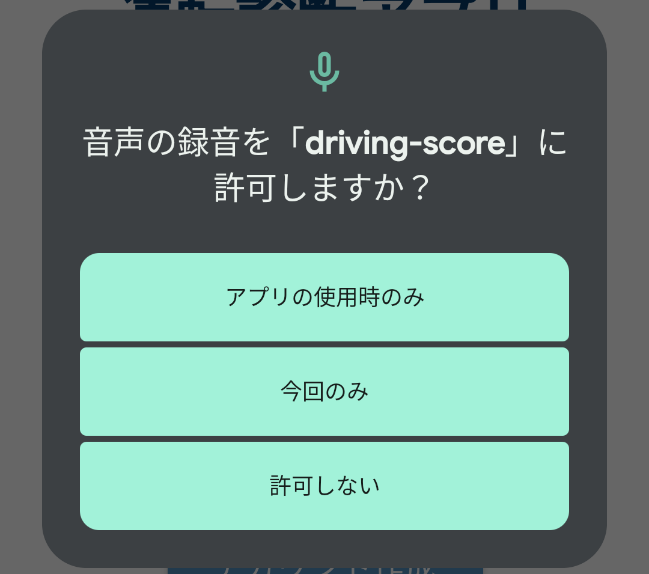 音声の録音を「driving-score」に
許可しますか？
アプリの使用時のみ
今回のみ
許可しない